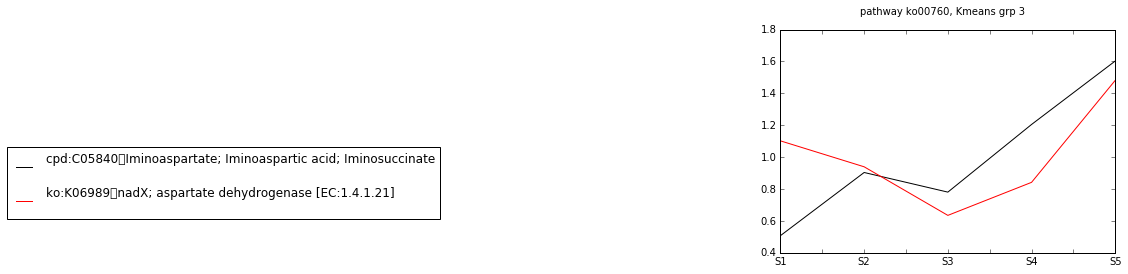 pathway ko00760, Kmeans grp 3
1.8
1.6
1.4
1.2
1.0
0.8
0.6
0.4
S1 S2 S3 S4 S5
cpd:C05840▯Iminoaspartate; Iminoaspartic acid; Iminosuccinate
ko:K06989▯nadX; aspartate dehydrogenase [EC:1.4.1.21]